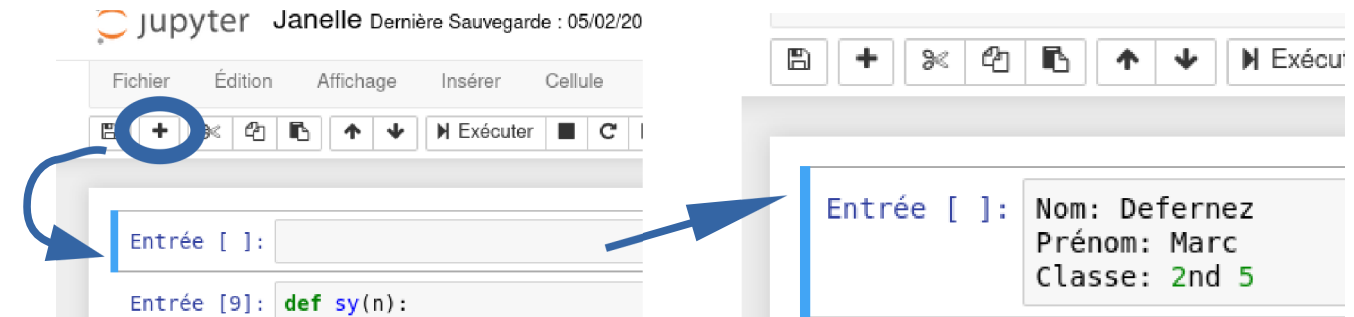 jupyter Janelle Dernière Sauvegarde : 05/02/20
Fichier Édition Affichage Insérer Cellule
Exécuter
Entrée [ ]:
Entrée [9]: def sy(n):
Exécut
Entrée [ ]: Nom: Defernez
Prénom: Marc
Classe: 2nd 5